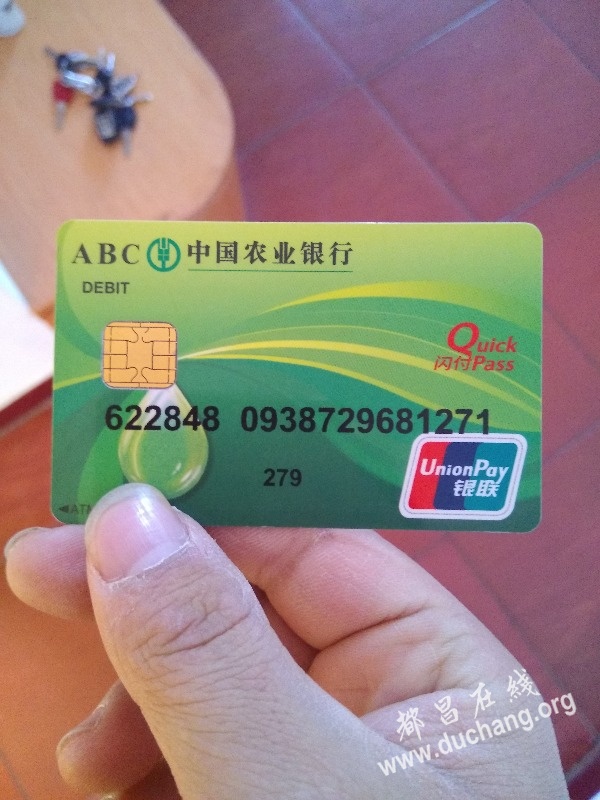 ABC 中国农业银行
DEBIT
Quick
闪付Pass
622848 0938729681271
279
UnionPay
银联
◀ATM
都昌在线
www.duchang.org